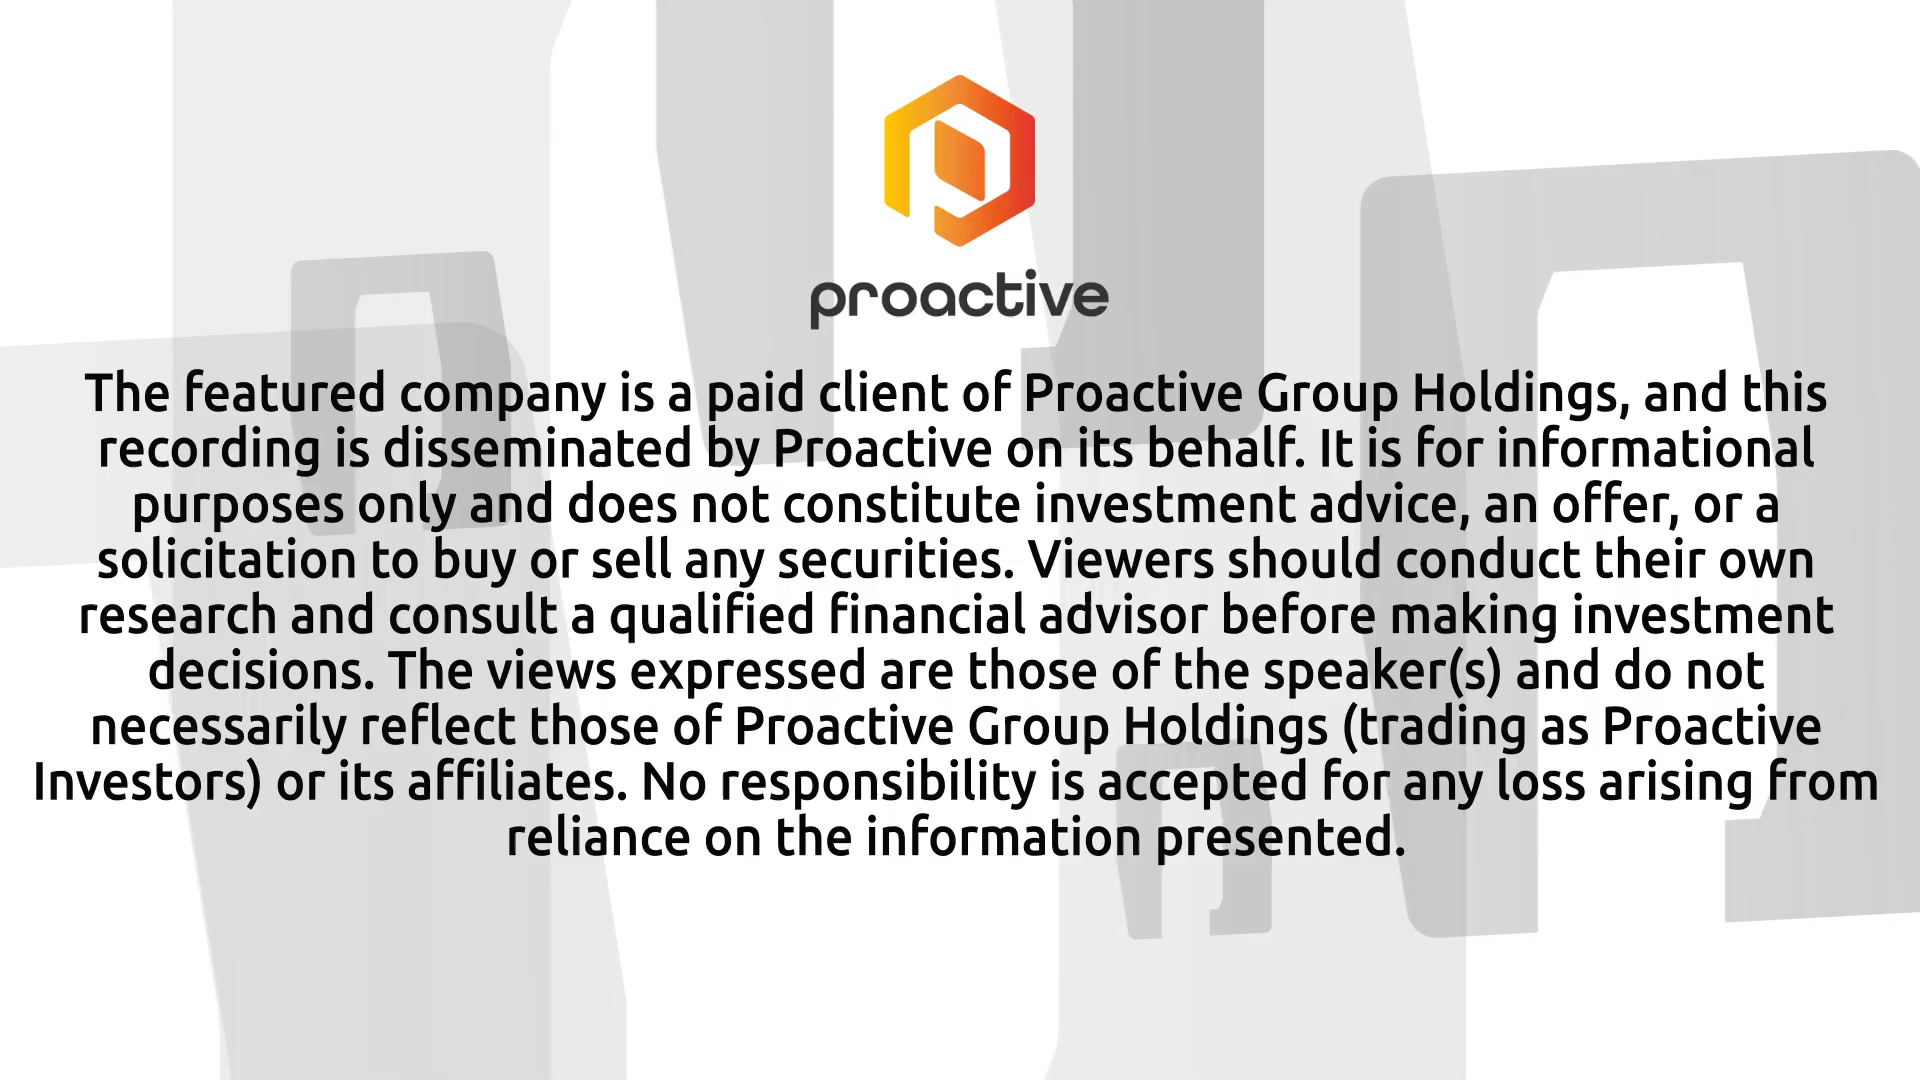 proactive
The featured company is a paid client of Proactive Group Holdings, and this
recording is disseminated by Proactive on its behalf. It is for informational
purposes only and does not constitute investment advice, an offer, or a
solicitation to buy or sell any securities. Viewers should conduct their own
research and consult a qualified financial advisor before making investment
decisions. The views expressed are those of the speaker(s) and do not
necessarily reflect those of Proactive Group Holdings (trading as Proactive
Investors) or its affiliates. No responsibility is accepted for any loss arising from
reliance on the information presented.